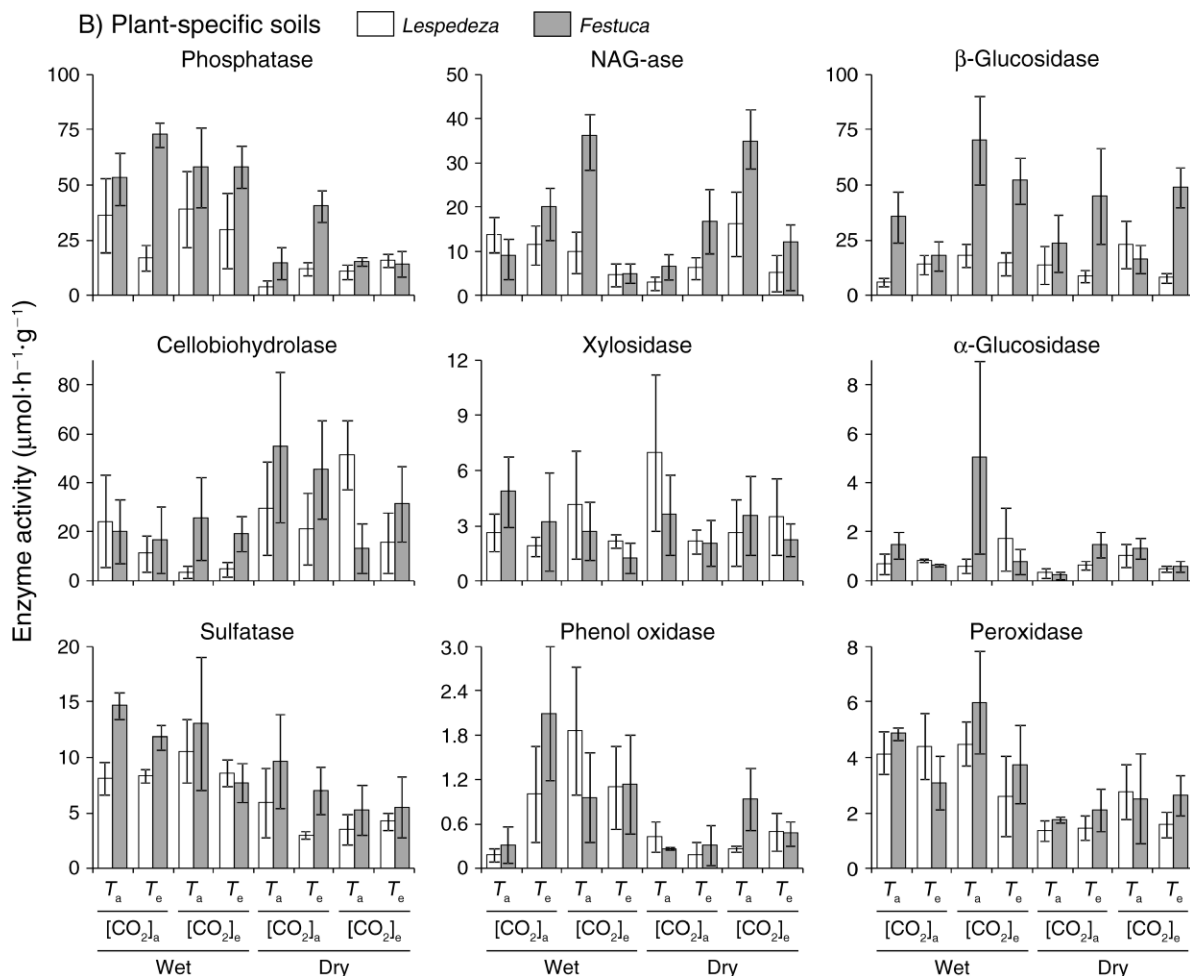 B) Plant-specific soils Lespedeza Festuca
Phosphatase NAG-ase β-Glucosidase
100 50 100
75 40 75
30
50 50
20
25 25
10
0 0 0
Cellobiohydrolase Xylosidase α-Glucosidase
12
80 8
9
60 6
6
40 4
20 3 2
0 0 0
Sulfatase Phenol oxidase Peroxidase
20 3.0 8
2.4
15 6
1.8
10 4
1.2
5 2
0.6
0 0 0
Enzyme activity (μmol·h⁻¹·g⁻¹)
Tₐ Tₑ Tₐ Tₑ Tₐ Tₑ Tₐ Tₑ Tₐ Tₑ Tₐ Tₑ Tₐ Tₑ Tₐ Tₑ Tₐ Tₑ Tₐ Tₑ Tₐ Tₑ Tₐ Tₑ
[CO₂]ₐ [CO₂]ₑ [CO₂]ₐ [CO₂]ₑ [CO₂]ₐ [CO₂]ₑ [CO₂]ₐ [CO₂]ₑ [CO₂]ₐ [CO₂]ₑ [CO₂]ₐ [CO₂]ₑ
Wet Dry Wet Dry Wet Dry